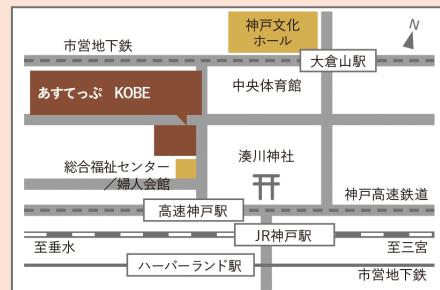 神戸文化
ホール
N
市営地下鉄
大倉山駅
あすてっぷ KOBE
中央体育館
総合福祉センター
／婦人会館
湊川神社
神戸高速鉄道
高速神戸駅
JR神戸駅
至垂水
至三宮
ハーバーランド駅
市営地下鉄